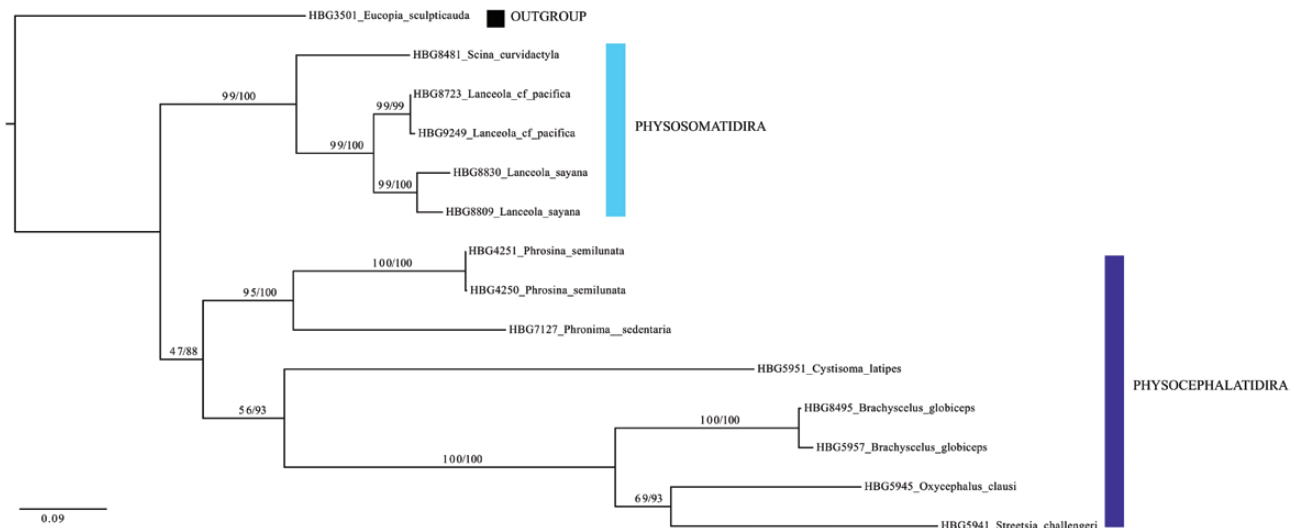 HBG3501_Eucopia_sculpticauda
OUTGROUP
HBG8481_Scina_curvidactyla
99/100
HBG8723_Lanceola_cf_pacifica
99/99
HBG9249_Lanceola_cf_pacifica
PHYSOSOMATIDIRA
99/100
HBG8830_Lanceola_sayana
99/100
HBG8809_Lanceola_sayana
HBG4251_Phrosina_semilunata
100/100
HBG4250_Phrosina_semilunata
95/100
HBG7127_Phronima__sedentaria
47/88
HBG5951_Cystisoma_latipes
PHYSOCEPHALATIDIRA
56/93
HBG8495_Brachyscelus_globiceps
100/100
HBG5957_Brachyscelus_globiceps
100/100
HBG5945_Oxycephalus_clausi
69/93
HBG5941_Streetsia_challengeri
0.09